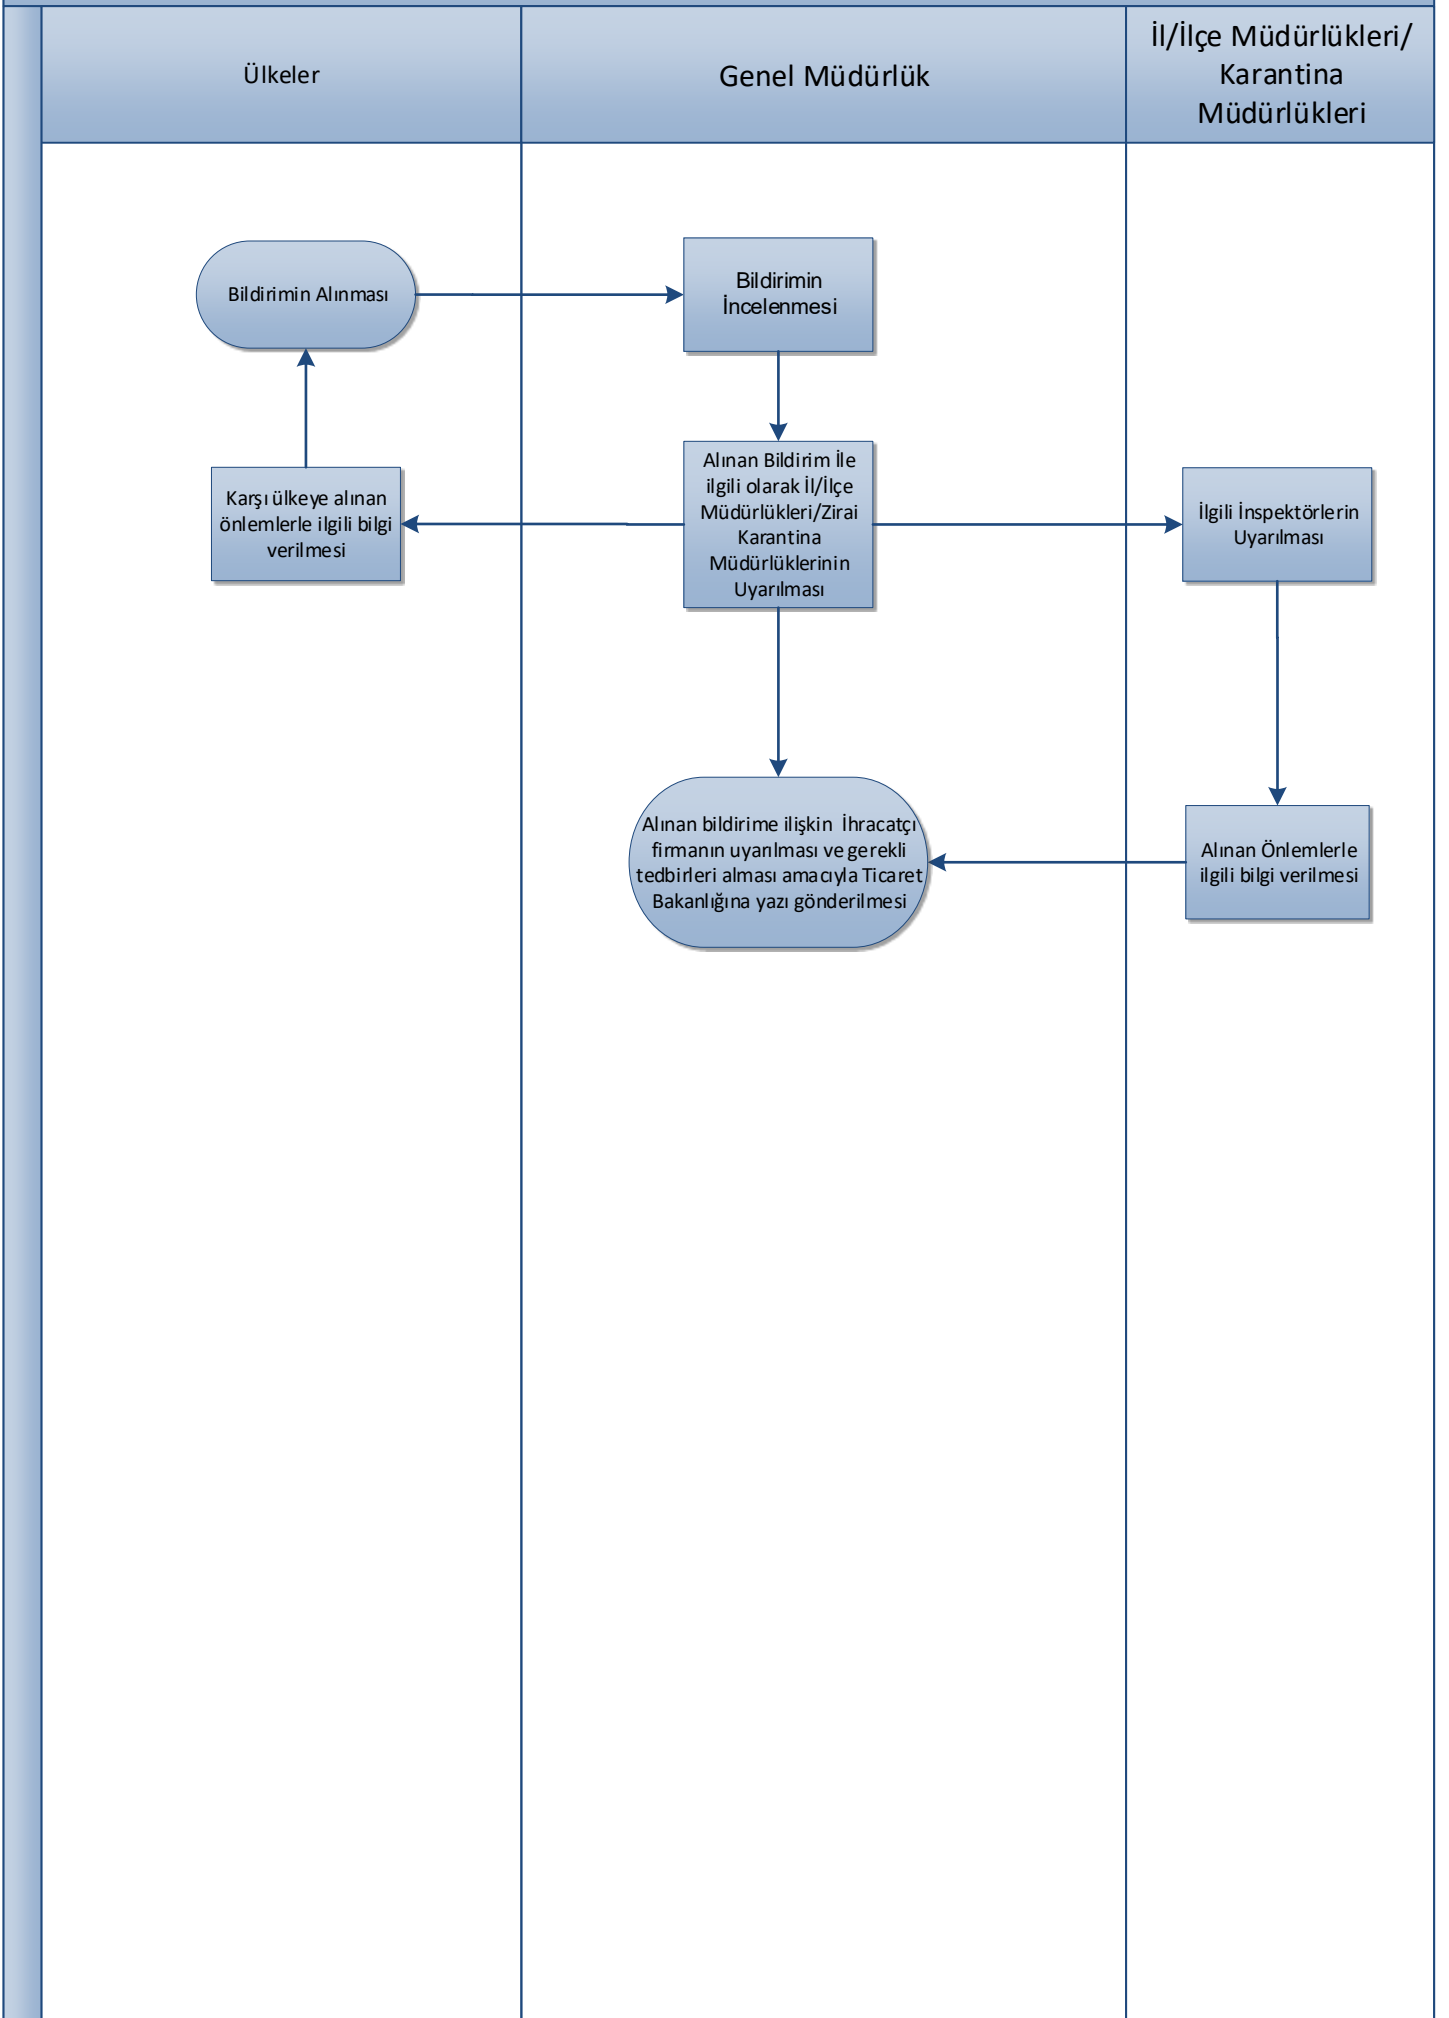 Ülkeler
Genel Müdürlük
İl/İlçe Müdürlükleri/
Karantina
Müdürlükleri
Bildirimin Alınması
Bildirimin
İncelenmesi
Karşı ülkeye alınan
önlemlerle ilgili bilgi
verilmesi
Alınan Bildirim İle
ilgili olarak İl/İlçe
Müdürlükleri/Zirai
Karantina
Müdürlüklerinin
Uyarılması
İlgili İnspektörlerin
Uyarılması
Alınan bildirime ilişkin İhracatçı
firmanın uyarılması ve gerekli
tedbirleri alması amacıyla Ticaret
Bakanlığına yazı gönderilmesi
Alınan Önlemlerle
ilgili bilgi verilmesi